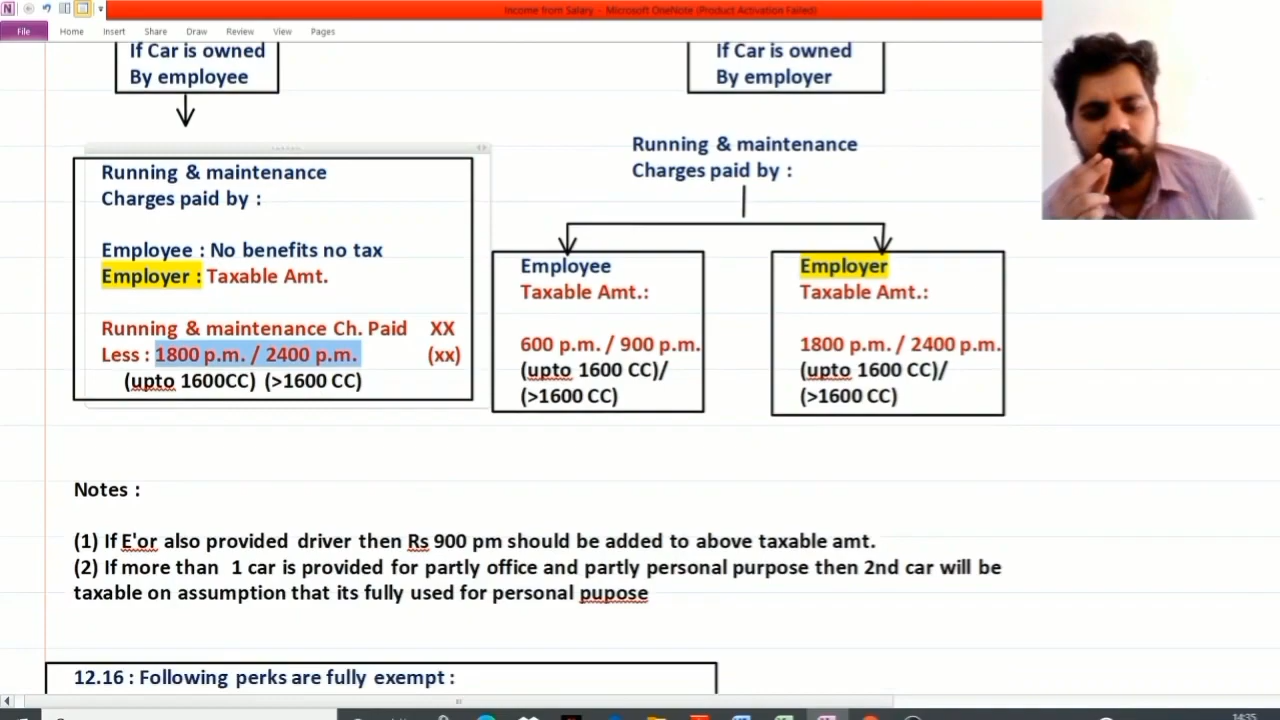 Income from Salary - Microsoft OneNote (Product Activation Failed)
File Home Insert Share Draw Review View Pages
If Car is owned
By employee
If Car is owned
By employer
Running & maintenance
Charges paid by :
Employee : No benefits no tax
Employer : Taxable Amt.
Running & maintenance Ch. Paid XX
Less : 1800 p.m. / 2400 p.m. (xx)
(upto 1600CC) (>1600 CC)
Running & maintenance
Charges paid by :
Employee
Taxable Amt.:
600 p.m. / 900 p.m.
(upto 1600 CC)/
(>1600 CC)
Employer
Taxable Amt.:
1800 p.m. / 2400 p.m.
(upto 1600 CC)/
(>1600 CC)
Notes :
(1) If E'or also provided driver then Rs 900 pm should be added to above taxable amt.
(2) If more than 1 car is provided for partly office and partly personal purpose then 2nd car will be
taxable on assumption that its fully used for personal pupose
12.16 : Following perks are fully exempt :
14:35